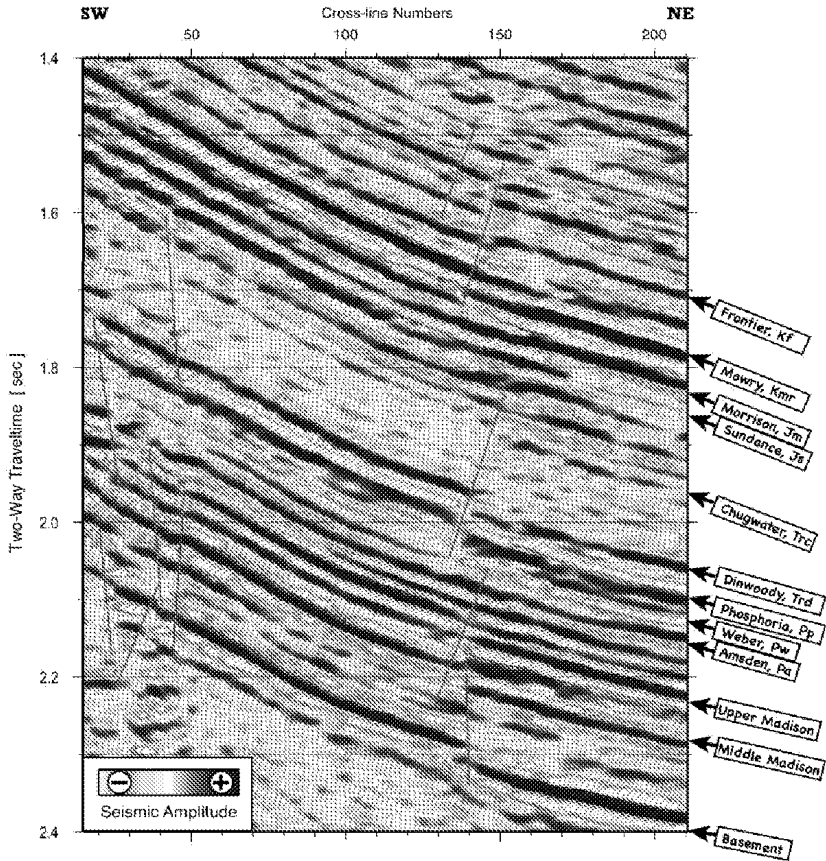 SW Cross-line Numbers NE
50 100 150 200
1.4
1.6
1.8
2.0
2.2
2.4
Two-Way Traveltime [ sec ]
Frontier, Kf
Mowry, Kmr
Morrison, Jm
Sundance, Js
Chugwater, Trc
Dinwoody, Trd
Phosphoria, Pp
Weber, Pw
Amsden, Pa
Upper Madison
Middle Madison
Basement
− +
Seismic Amplitude